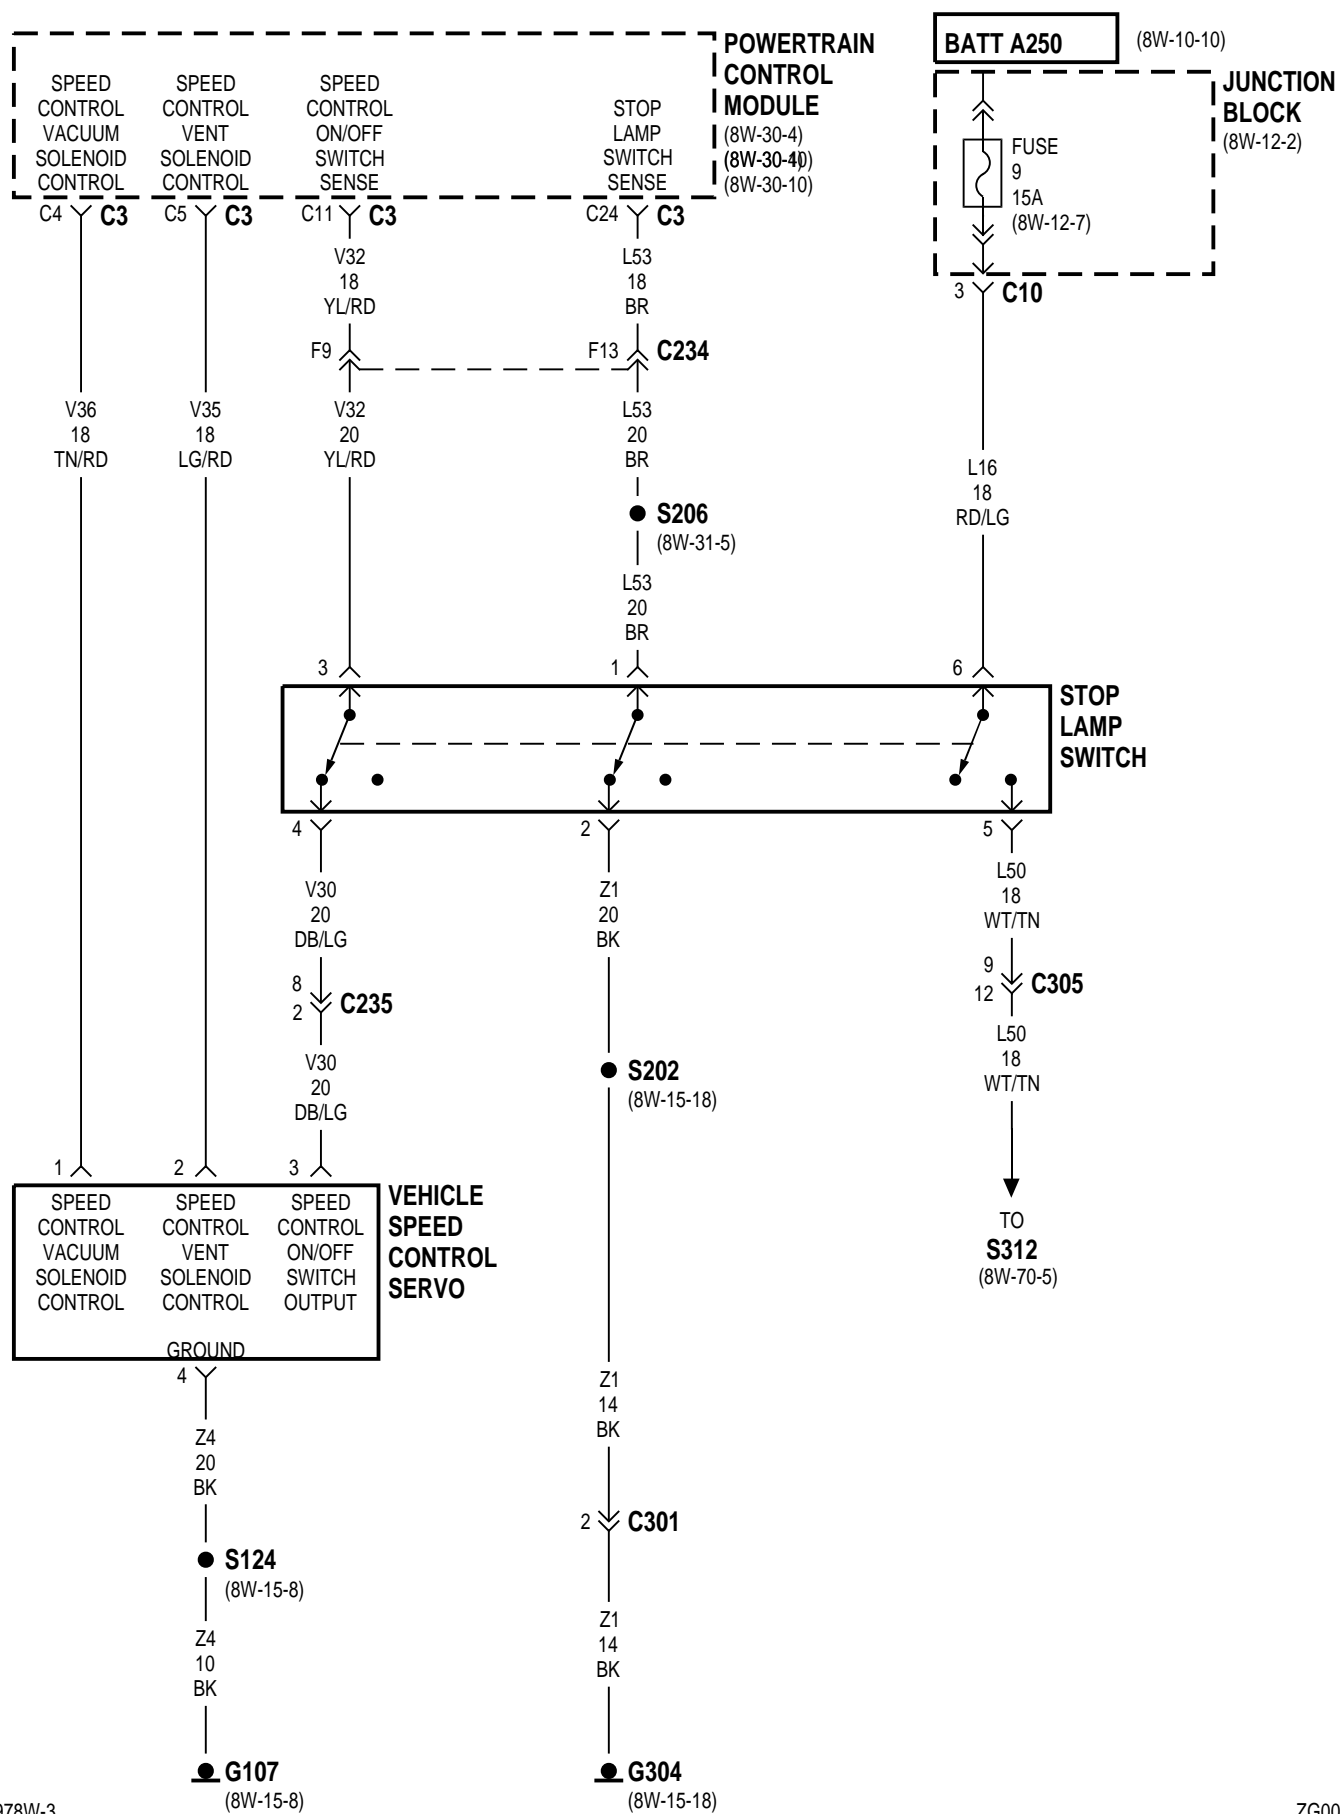 POWERTRAIN
CONTROL
MODULE
(8W-30-4)
(8W-30-10)
SPEED
CONTROL
VACUUM
SOLENOID
CONTROL
SPEED
CONTROL
VENT
SOLENOID
CONTROL
SPEED
CONTROL
ON/OFF
SWITCH
SENSE
STOP
LAMP
SWITCH
SENSE
BATT A250
(8W-10-10)
JUNCTION
BLOCK
(8W-12-2)
FUSE
9
15A
(8W-12-7)
C4 C3
C5 C3
C11 C3
C24 C3
3 C10
V32
18
YL/RD
L53
18
BR
F9
F13 C234
V36
18
TN/RD
V35
18
LG/RD
V32
20
YL/RD
L53
20
BR
L16
18
RD/LG
S206
(8W-31-5)
L53
20
BR
3
1
6
STOP
LAMP
SWITCH
4
2
5
V30
20
DB/LG
Z1
20
BK
L50
18
WT/TN
8
2 C235
9
12 C305
V30
20
DB/LG
S202
(8W-15-18)
L50
18
WT/TN
1
2
3
VEHICLE
SPEED
CONTROL
SERVO
SPEED
CONTROL
VACUUM
SOLENOID
CONTROL
SPEED
CONTROL
VENT
SOLENOID
CONTROL
SPEED
CONTROL
ON/OFF
SWITCH
OUTPUT
GROUND
TO
S312
(8W-70-5)
4
Z4
20
BK
Z1
14
BK
2 C301
S124
(8W-15-8)
Z4
10
BK
Z1
14
BK
G107
(8W-15-8)
G304
(8W-15-18)
978W-3
ZG00